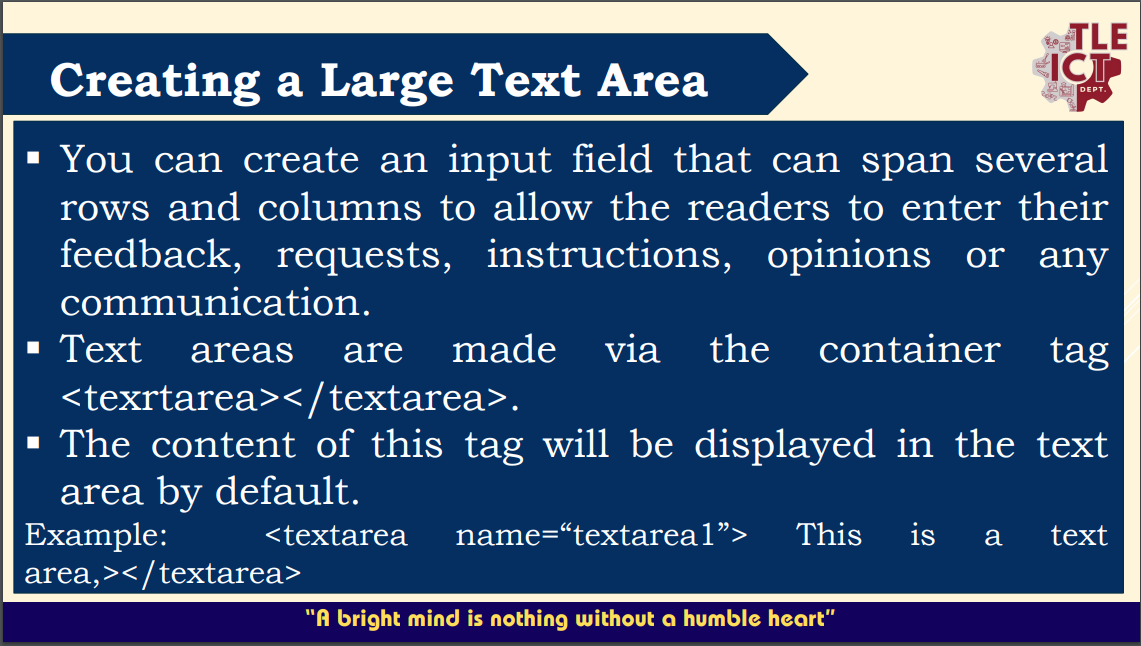 Creating a Large Text Area
TLE
ICT
DEPT.
▪ You can create an input field that can span several
rows and columns to allow the readers to enter their
feedback, requests, instructions, opinions or any
communication.
▪ Text areas are made via the container tag
<texrtarea></textarea>.
▪ The content of this tag will be displayed in the text
area by default.
Example: <textarea name=“textarea1”> This is a text
area,></textarea>
“A bright mind is nothing without a humble heart”